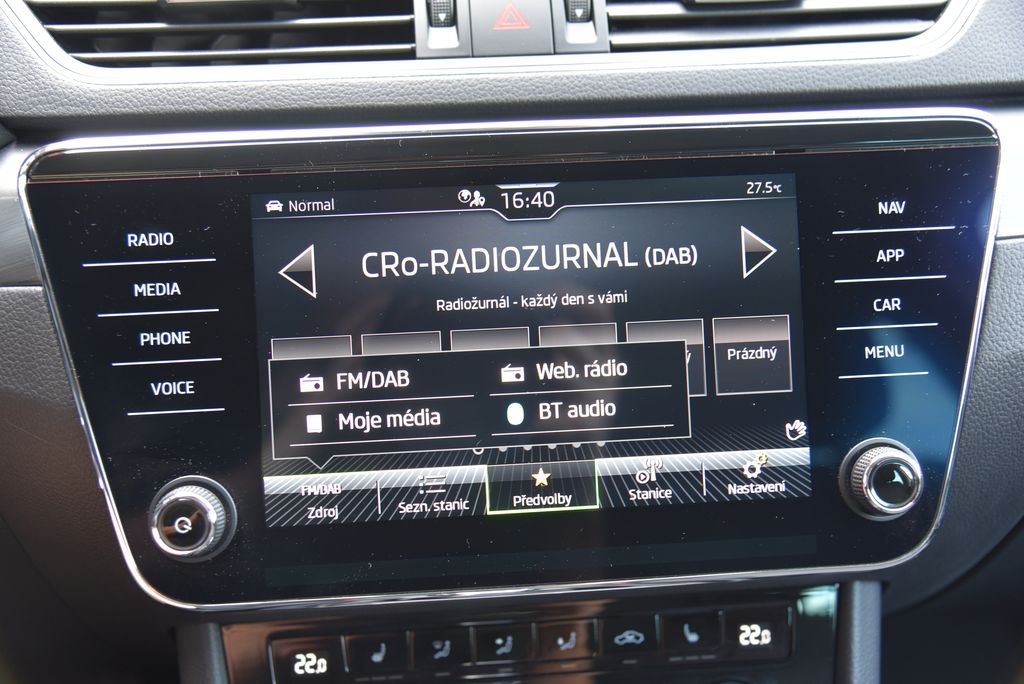 Normal
16:40
27.5°C
CRo-RADIOZURNAL (DAB)
Radiožurnál - každý den s vámi
RADIO
MEDIA
PHONE
VOICE
NAV
APP
CAR
MENU
Prázdný
FM/DAB
Web. rádio
Moje média
BT audio
FM/DAB
Zdroj
Sezn. stanic
Předvolby
Stanice
Nastavení
22.0
22.0